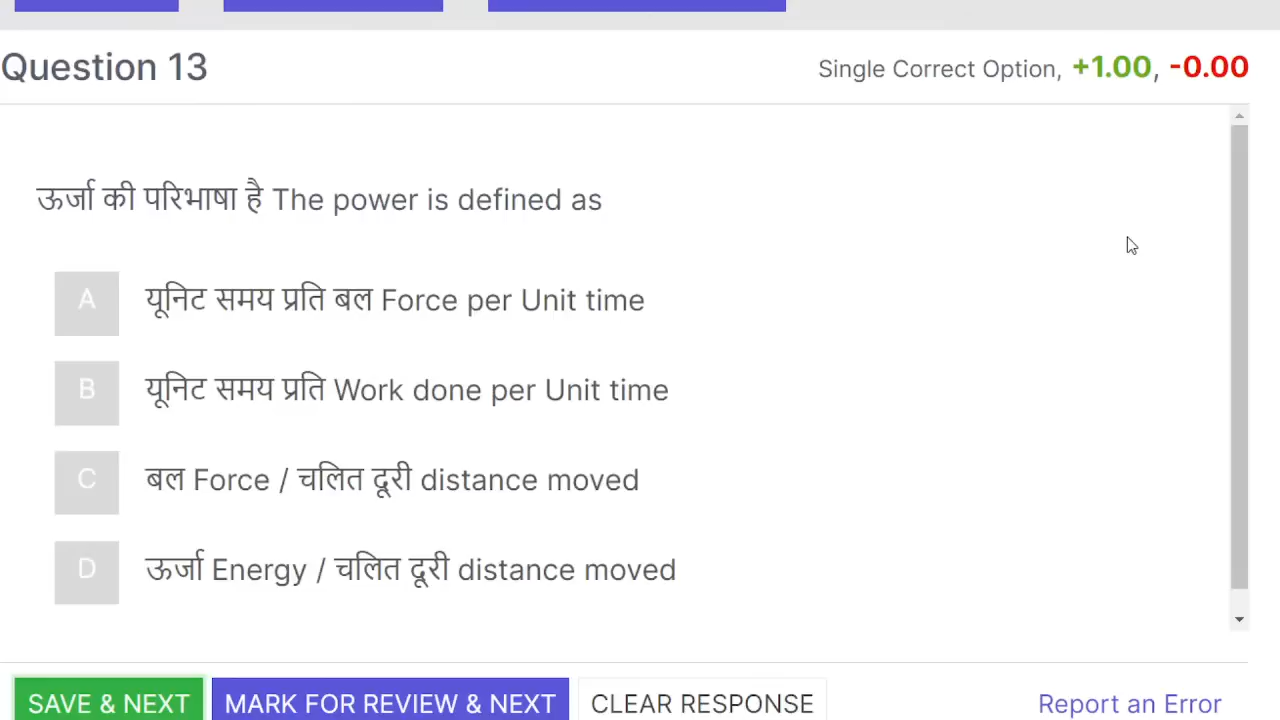 Question 13
Single Correct Option, +1.00, -0.00
ऊर्जा की परिभाषा है The power is defined as
A यूनिट समय प्रति बल Force per Unit time
B यूनिट समय प्रति Work done per Unit time
C बल Force / चलित दूरी distance moved
D ऊर्जा Energy / चलित दूरी distance moved
SAVE & NEXT MARK FOR REVIEW & NEXT CLEAR RESPONSE Report an Error